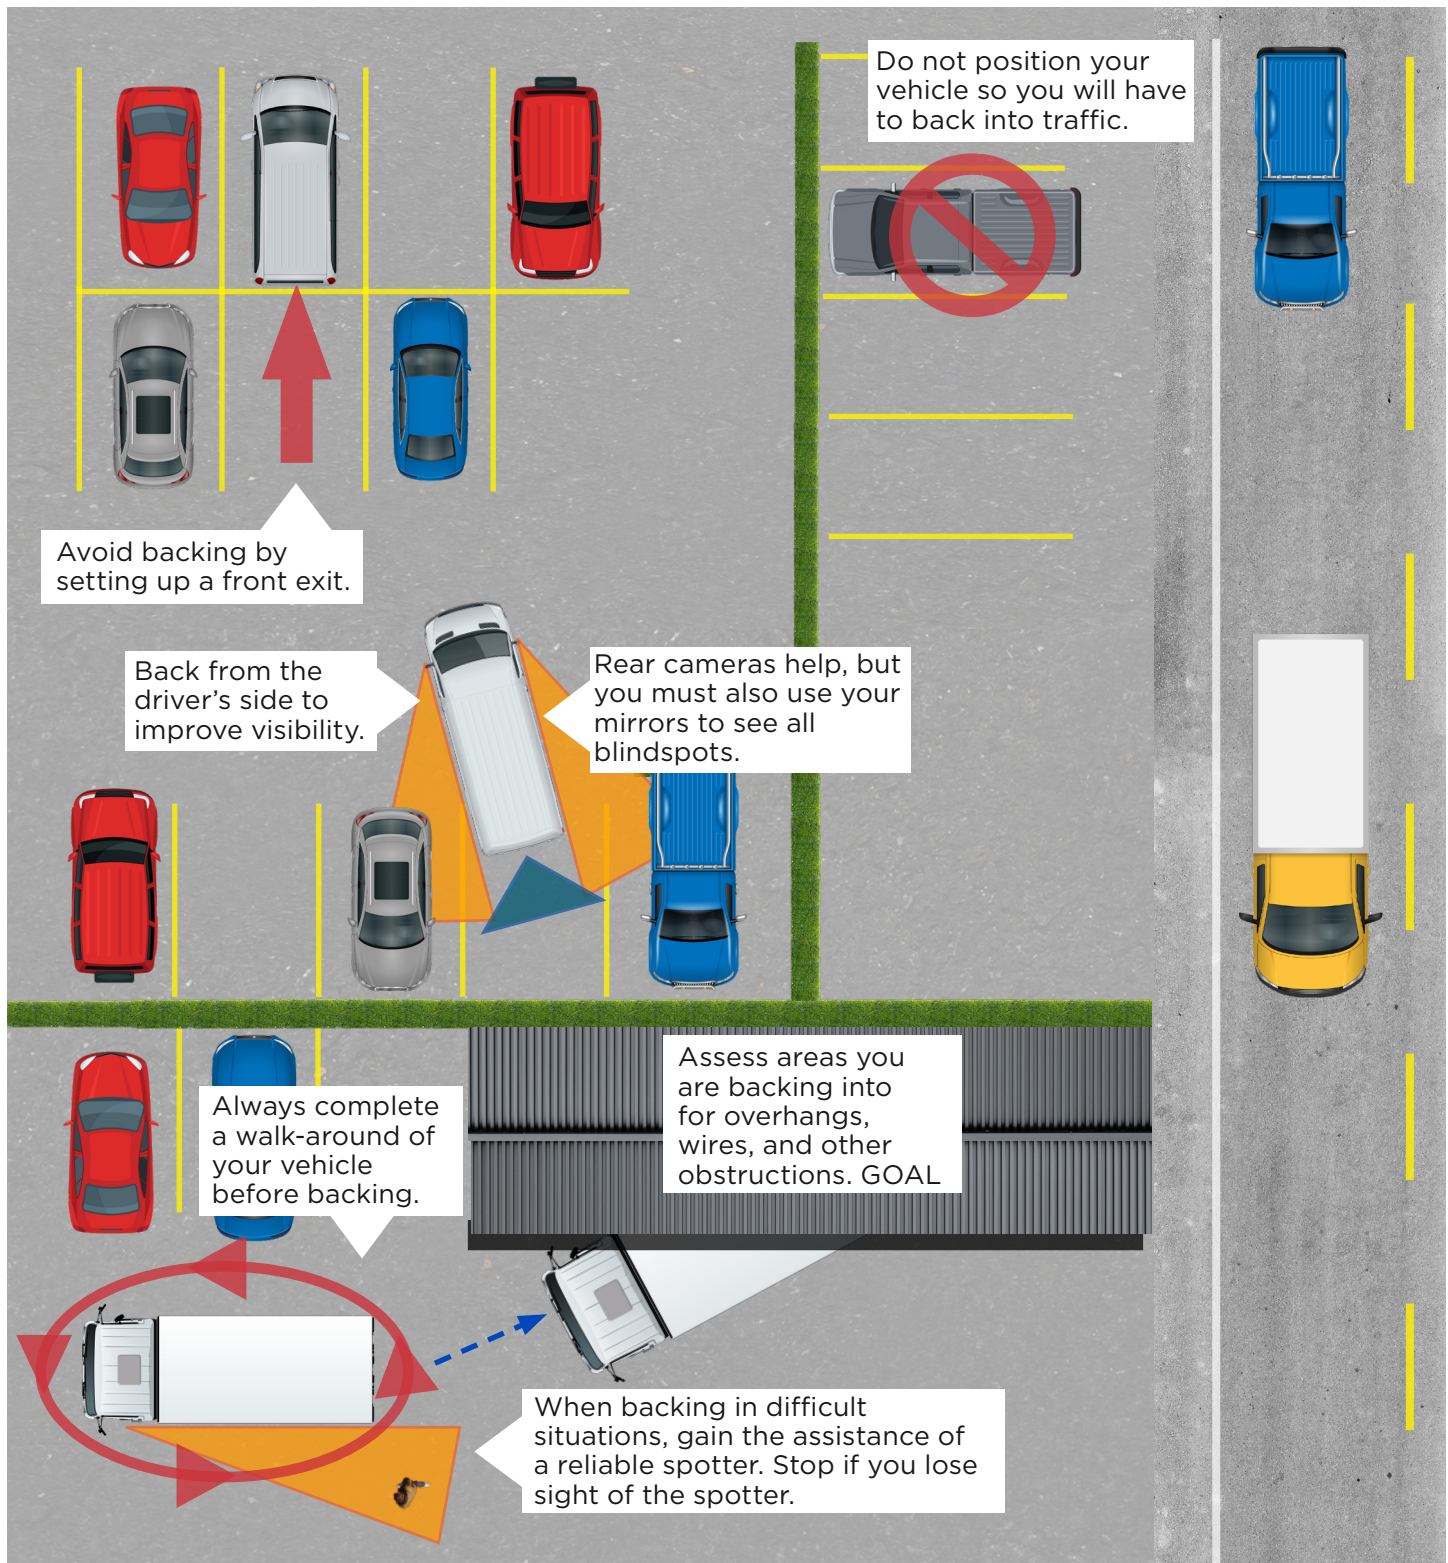 Do not position your
vehicle so you will have
to back into traffic.
Avoid backing by
setting up a front exit.
Back from the
driver's side to
improve visibility.
Rear cameras help, but
you must also use your
mirrors to see all
blindspots.
Assess areas you
are backing into
for overhangs,
wires, and other
obstructions. GOAL
Always complete
a walk-around of
your vehicle
before backing.
When backing in difficult
situations, gain the assistance of
a reliable spotter. Stop if you lose
sight of the spotter.